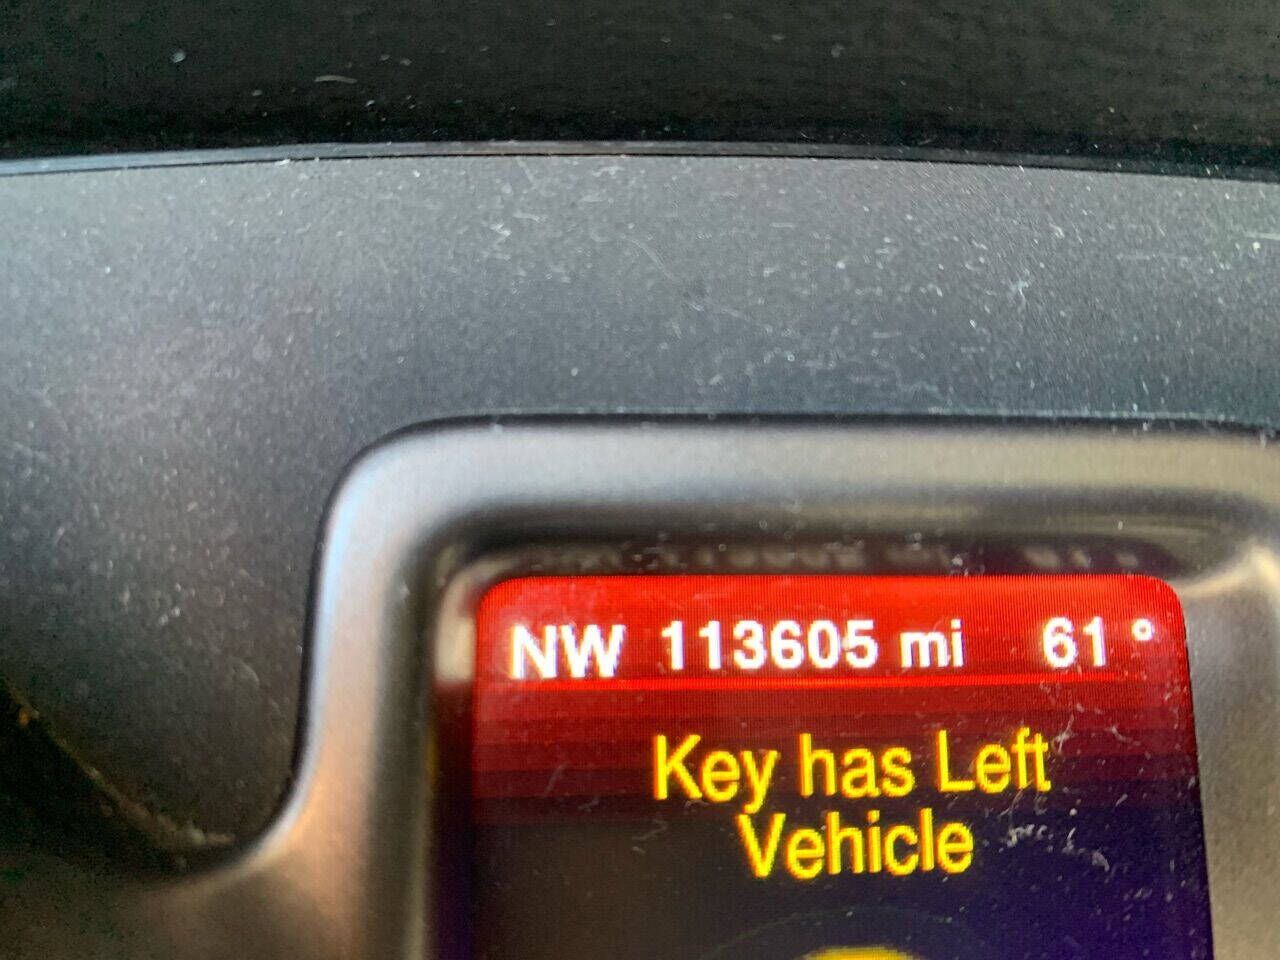 NW 113605 mi 61°
Key has Left
Vehicle